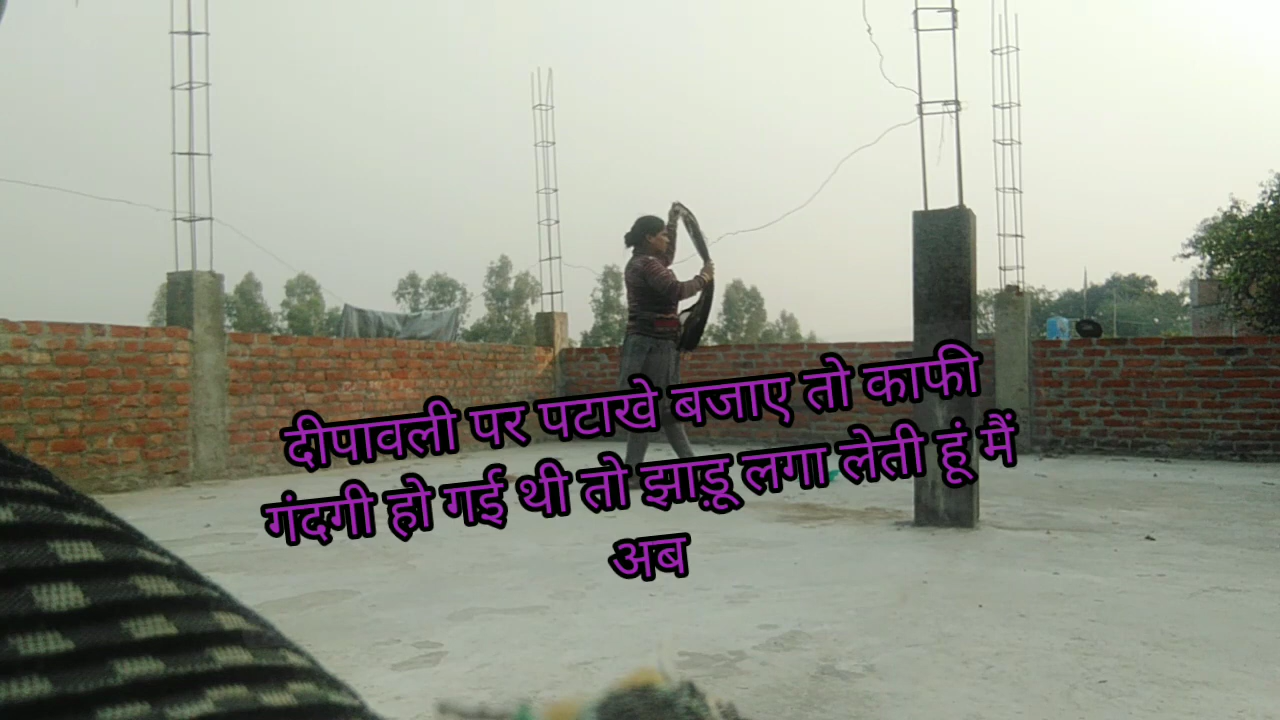 दीपावली पर पटाखे बजाए तो काफी
गंदगी हो गई थी तो झाड़ू लगा लेती हूं मैं
अब